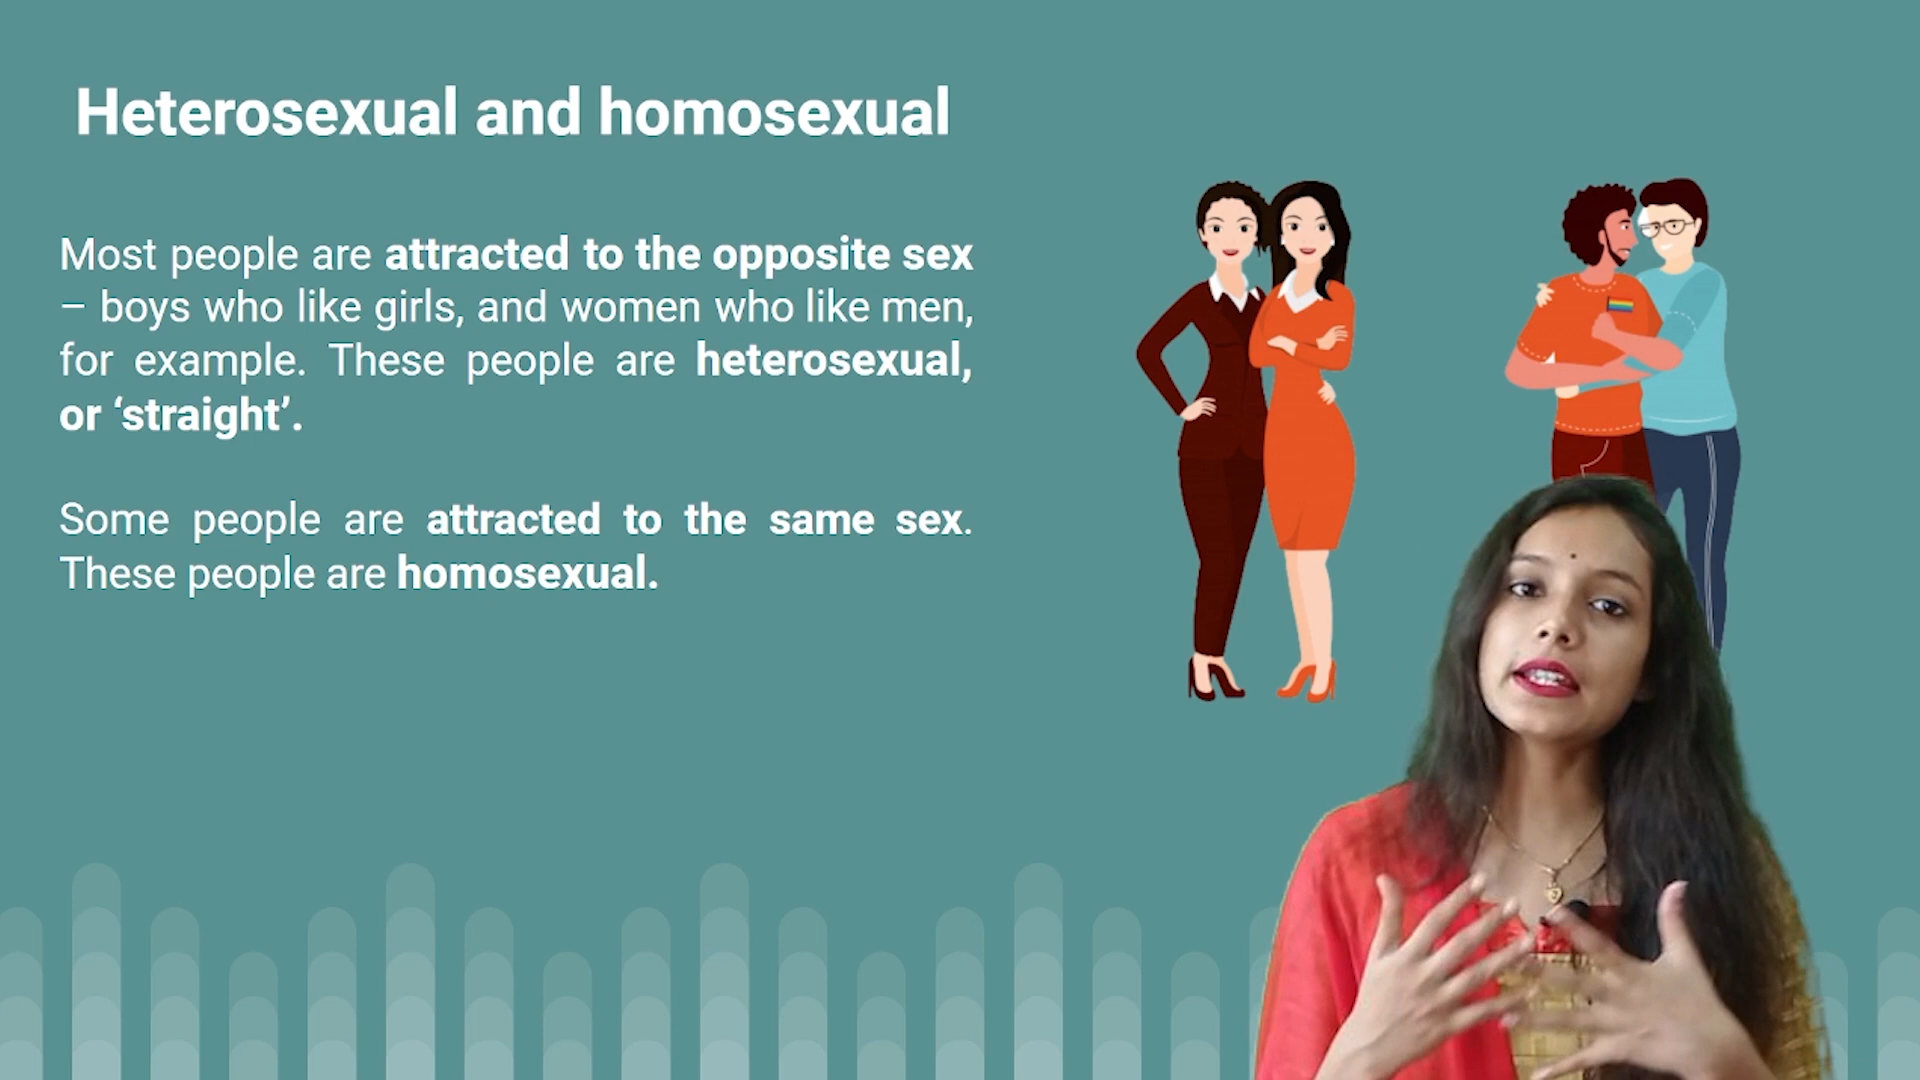 Heterosexual and homosexual
Most people are attracted to the opposite sex
– boys who like girls, and women who like men,
for example. These people are heterosexual,
or ‘straight’.
Some people are attracted to the same sex.
These people are homosexual.